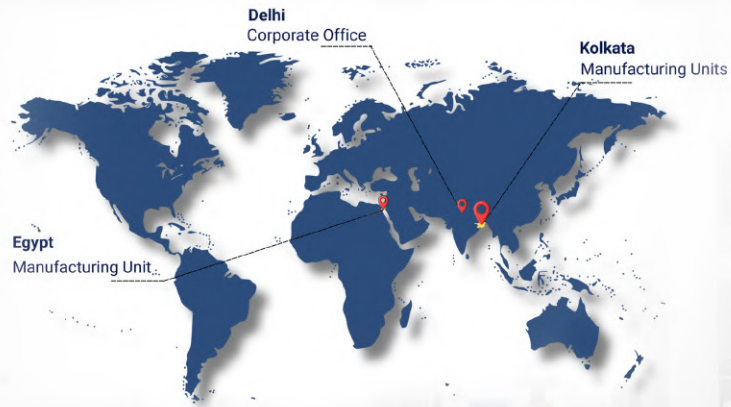 Delhi
Corporate Office
Kolkata
Manufacturing Units
Egypt
Manufacturing Unit